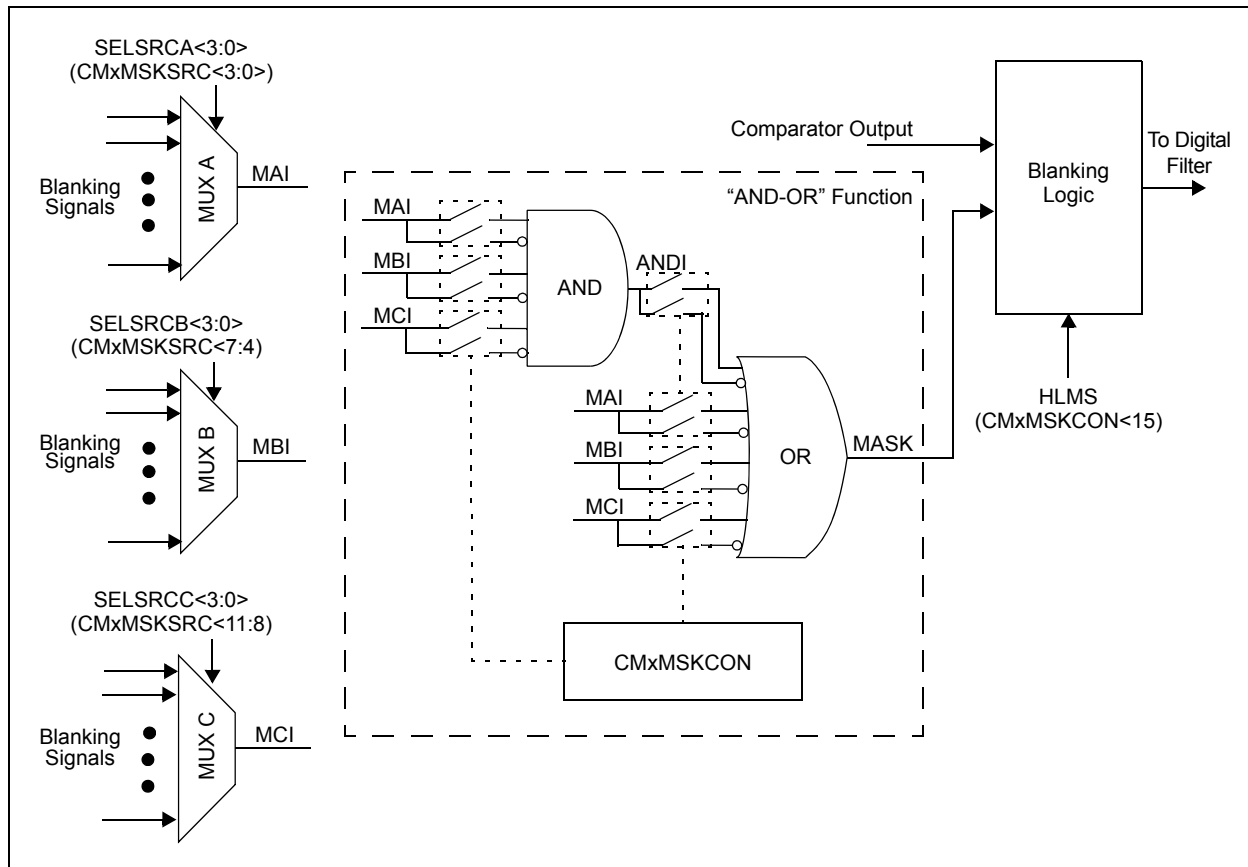 SELSRCA<3:0>
(CMxMSKSRC<3:0>)
Blanking
Signals
MUX A
MAI
SELSRCB<3:0>
(CMxMSKSRC<7:4)
Blanking
Signals
MUX B
MBI
SELSRCC<3:0>
(CMxMSKSRC<11:8)
Blanking
Signals
MUX C
MCI
“AND-OR” Function
MAI
MBI
MCI
AND
ANDI
MAI
MBI
MCI
OR
MASK
CMxMSKCON
Comparator Output
Blanking
Logic
To Digital
Filter
HLMS
(CMxMSKCON<15)